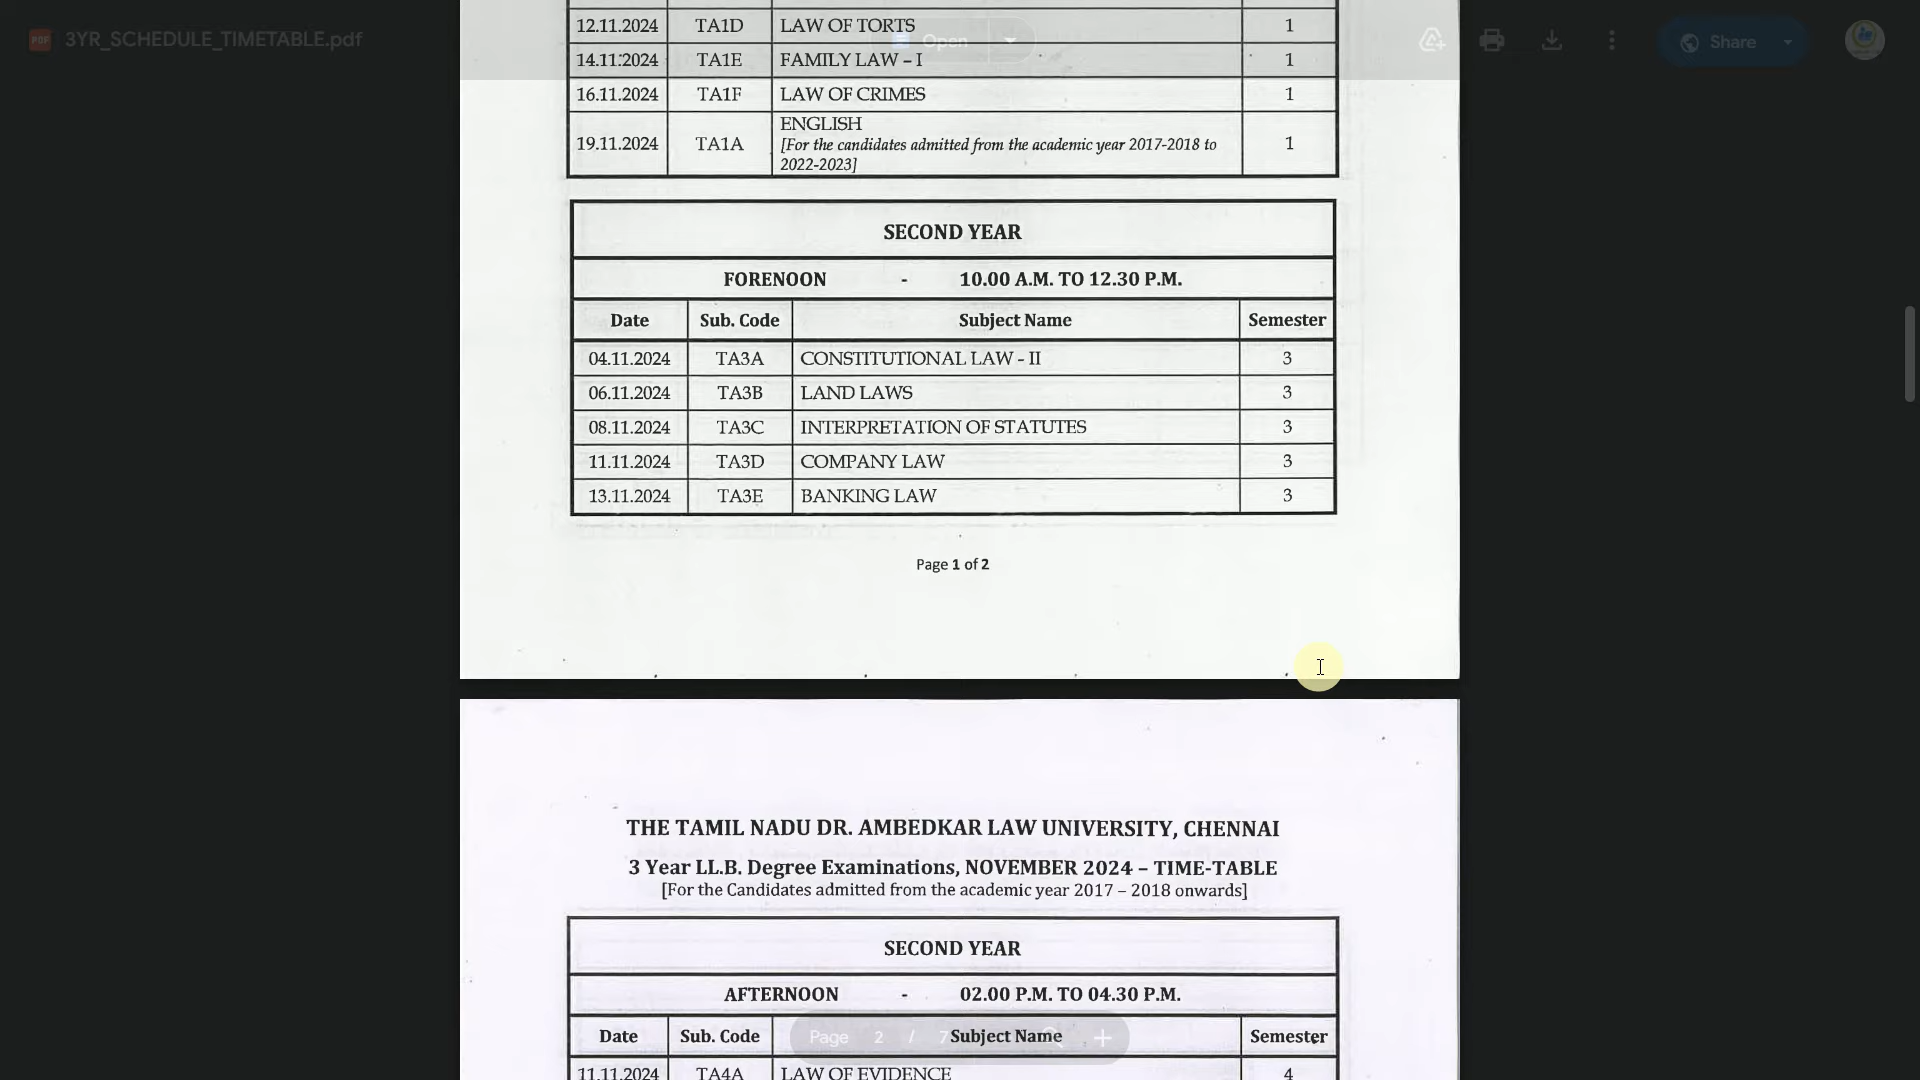 3YR_SCHEDULE_TIMETABLE.pdf
Open
Share
12.11.2024 TA1D LAW OF TORTS 1
14.11.2024 TA1E FAMILY LAW – I 1
16.11.2024 TA1F LAW OF CRIMES 1
19.11.2024 TA1A ENGLISH 1
[For the candidates admitted from the academic year 2017-2018 to
2022-2023]
SECOND YEAR
FORENOON - 10.00 A.M. TO 12.30 P.M.
Date Sub. Code Subject Name Semester
04.11.2024 TA3A CONSTITUTIONAL LAW - II 3
06.11.2024 TA3B LAND LAWS 3
08.11.2024 TA3C INTERPRETATION OF STATUTES 3
11.11.2024 TA3D COMPANY LAW 3
13.11.2024 TA3E BANKING LAW 3
Page 1 of 2
THE TAMIL NADU DR. AMBEDKAR LAW UNIVERSITY, CHENNAI
3 Year LL.B. Degree Examinations, NOVEMBER 2024 – TIME-TABLE
[For the Candidates admitted from the academic year 2017 – 2018 onwards]
SECOND YEAR
AFTERNOON - 02.00 P.M. TO 04.30 P.M.
Date Sub. Code Subject Name Semester
Page 2 / 7
11.11.2024 TA4A LAW OF EVIDENCE 4